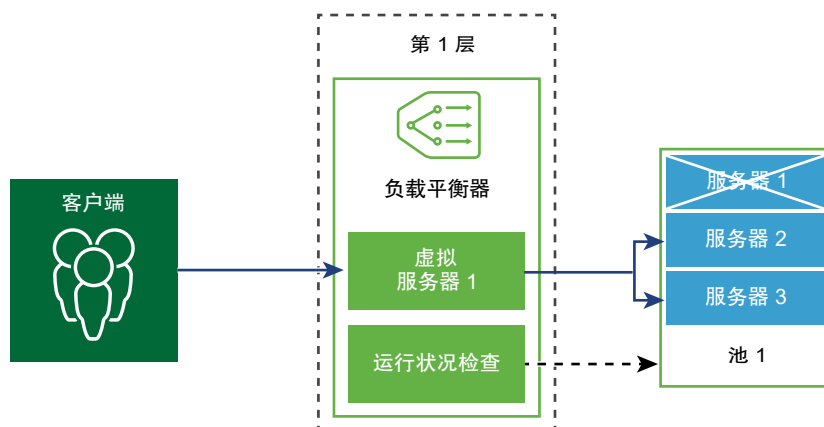 第 1 层
负载平衡器
客户端
虚拟
服务器 1
运行状况检查
服务器 1
服务器 2
服务器 3
池 1